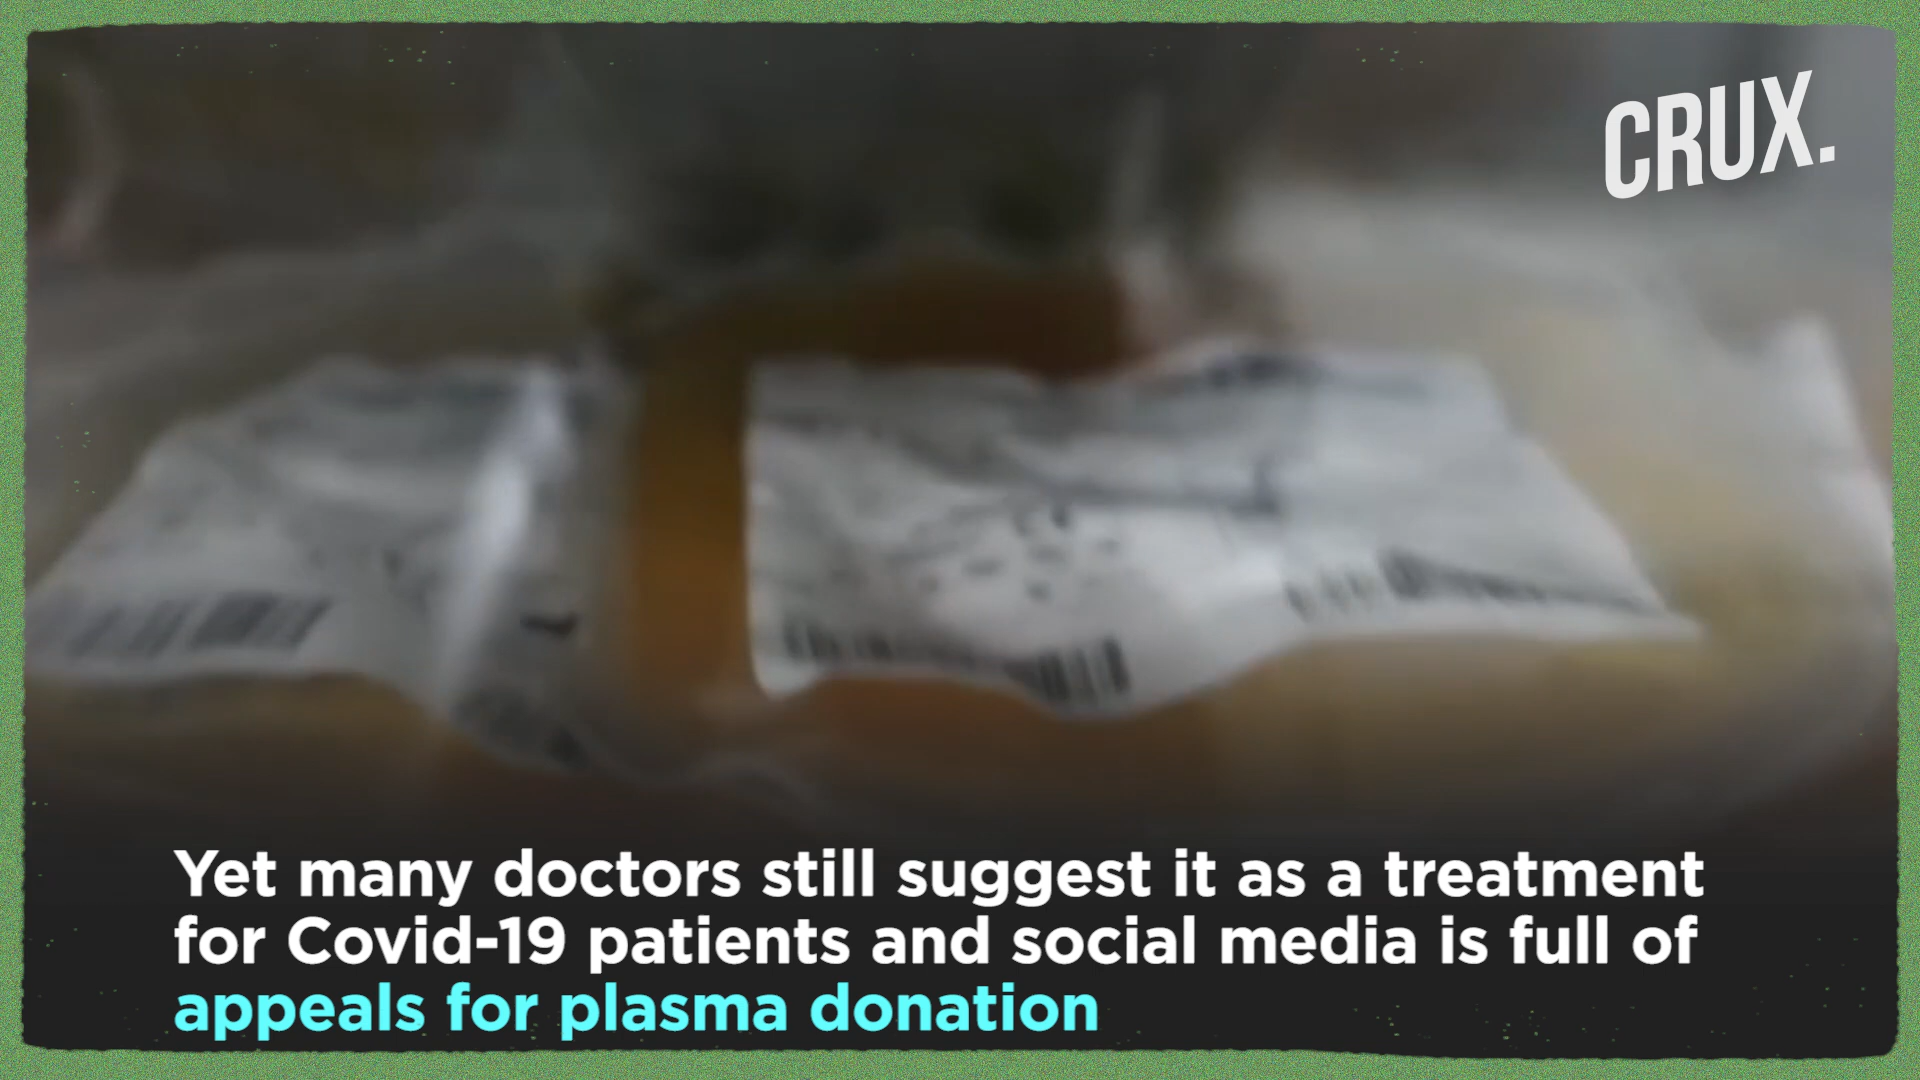 CRUX.
Yet many doctors still suggest it as a treatment
for Covid-19 patients and social media is full of
appeals for plasma donation